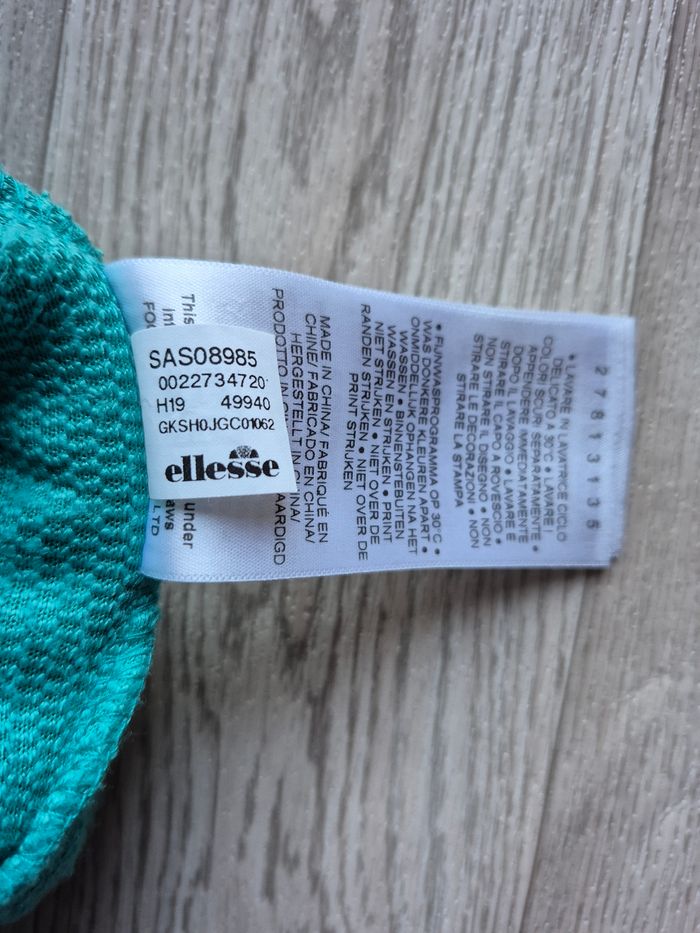 SAS08985
0022734720
H19 49940
GKSH0JGC01062
ellesse
This
under
aws
FOO
LTD
MADE IN CHINA/ FABRIQUÉ EN
CHINE/ FABRICADO EN CHINA/
HERGESTELLT IN CHINA/
PRODOTTO IN
AARDIGD
• FIJNWASPROGRAMMA OP 30°C •
WAS DONKERE KLEUREN APART •
ONMIDDELLIJK OPHANGEN NA HET
WASSEN • BINNENSTEBUITEN
WASSEN EN STRIJKEN • PRINT
NIET STRIJKEN • NIET OVER DE
RANDEN STRIJKEN • NIET OVER DE
PRINT STRIJKEN
• LAVARE IN LAVATRICE CICLO
DELICATO A 30°C • LAVARE I
COLORI SCURI SEPARATAMENTE •
APPENDERE IMMEDIATAMENTE
DOPO IL LAVAGGIO • LAVARE E
STIRARE IL CAPO A ROVESCIO •
NON STIRARE IL DISEGNO • NON
STIRARE LE DECORAZIONI • NON
STIRARE LA STAMPA
27813135